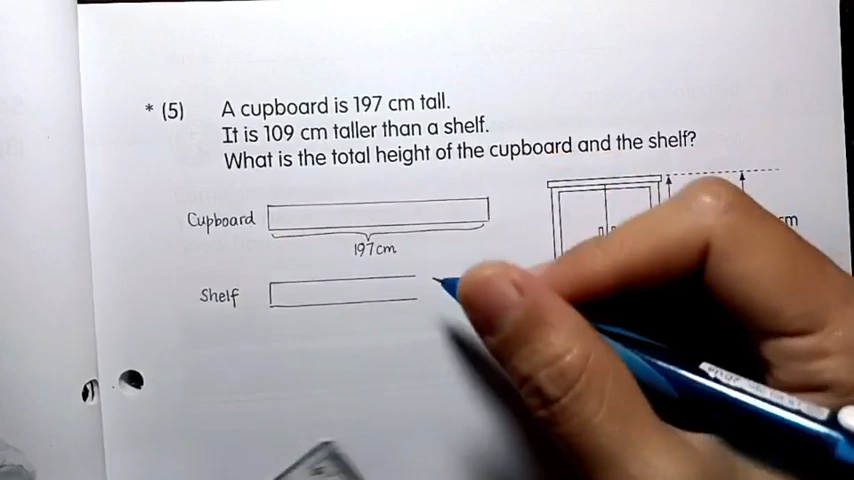 * (5) A cupboard is 197 cm tall.
It is 109 cm taller than a shelf.
What is the total height of the cupboard and the shelf?
Cupboard
197cm
cm
Shelf